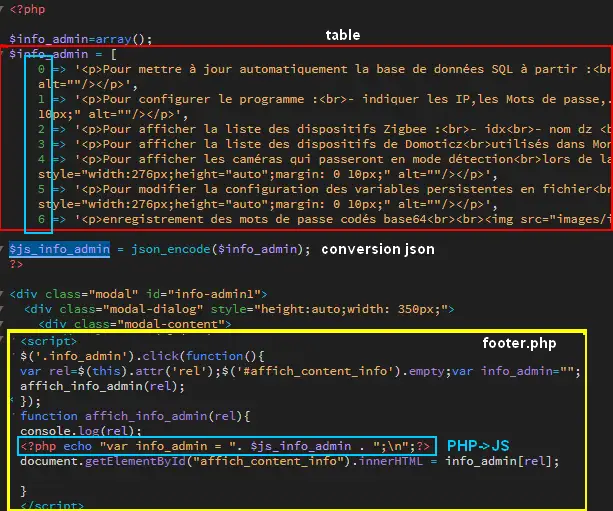 <?php
$info_admin=array();
table
$info_admin = [
0 => '<p>Pour mettre à jour automatiquement la base de données SQL à partir :<br
alt=""/></p>',
1 => '<p>Pour configurer le programme :<br>- indiquer les IP,les Mots de passe,.
10px;" alt=""/></p>',
2 => '<p>Pour afficher la liste des dispositifs Zigbee :<br>- idx<br>- nom dz <b
3 => '<p>Pour afficher la liste des dispositifs de Domoticz<br>utilisés dans Mon
4 => '<p>Pour afficher les caméras qui passeront en mode détection<br>lors de la
style="width:276px;height="auto";margin: 0 10px;" alt=""/></p>',
5 => '<p>Pour modifier la configuration des variables persistentes en fichier<br
style="width:276px;height="auto";margin: 0 10px;" alt=""/></p>',
6 => '<p>enregistrement des mots de passe codés base64<br><br><img src="images/i
$js_info_admin = json_encode($info_admin); conversion json
?>
<div class="modal" id="info-admin1">
<div class="modal-dialog" style="height:auto;width: 350px;">
<div class="modal-content">
<script> footer.php
$('.info_admin').click(function(){
var rel=$(this).attr('rel');$('#affich_content_info').empty;var info_admin="";
affich_info_admin(rel);
});
function affich_info_admin(rel){
console.log(rel);
<?php echo "var info_admin = ". $js_info_admin . ";\n";?> PHP->JS
document.getElementById("affich_content_info").innerHTML = info_admin[rel];
}
</script>